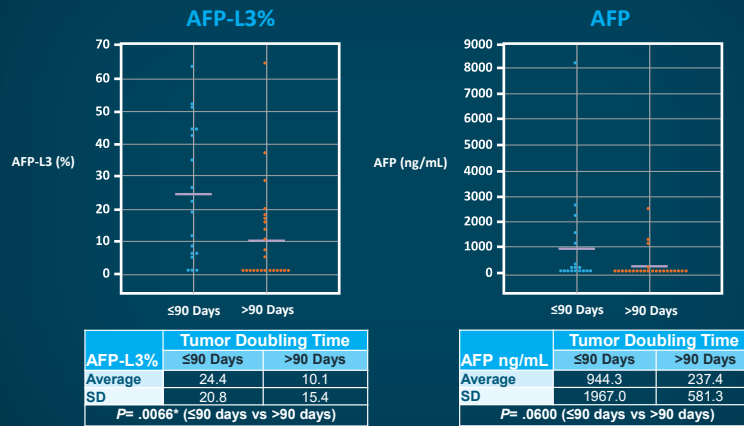 AFP-L3%
70
60
50
40
30
20
10
0
AFP-L3 (%)
≤90 Days >90 Days
Tumor Doubling Time
AFP-L3% ≤90 Days >90 Days
Average 24.4 10.1
SD 20.8 15.4
P= .0066* (≤90 days vs >90 days)
AFP
9000
8000
7000
6000
5000
4000
3000
2000
1000
0
AFP (ng/mL)
≤90 Days >90 Days
Tumor Doubling Time
AFP ng/mL ≤90 Days >90 Days
Average 944.3 237.4
SD 1967.0 581.3
P= .0600 (≤90 days vs >90 days)